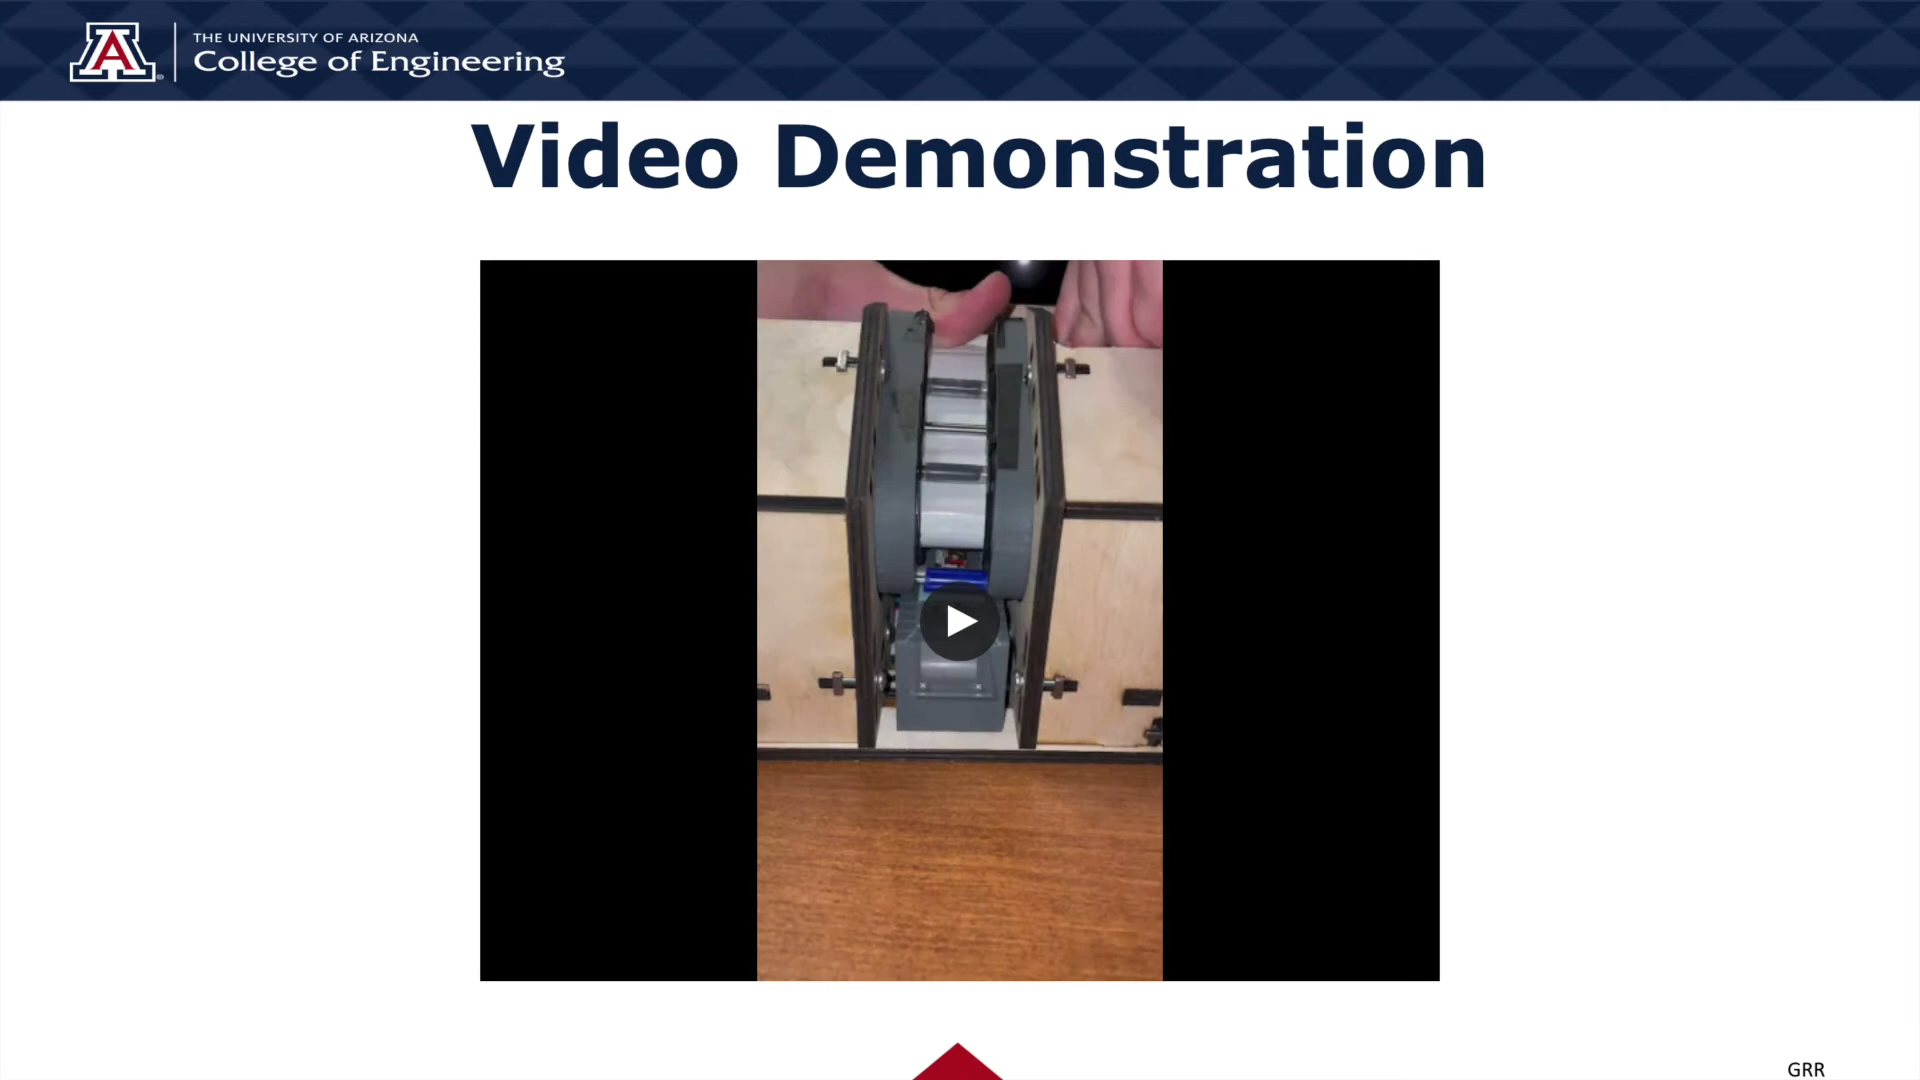 THE UNIVERSITY OF ARIZONA
College of Engineering
Video Demonstration
GRR